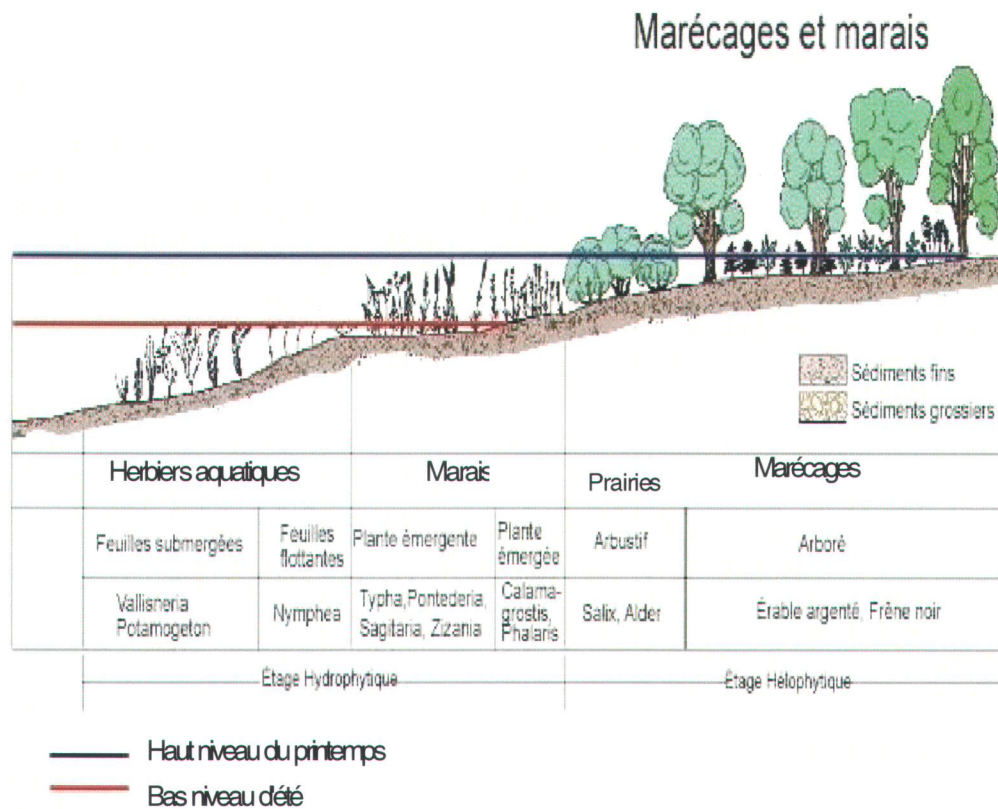 Marécages et marais
Sédiments fins
Sédiments grossiers
Herbiers aquatiques
Marais
Prairies
Marécages
Feuilles submergées
Feuilles
flottantes
Plante émergente
Plante
émergée
Arbustif
Arboré
Vallisneria
Potamogeton
Nymphea
Typha, Pontederia,
Sagitaria, Zizania
Calama-
grostis,
Phalaris
Salix, Alder
Érable argenté, Frêne noir
Étage Hydrophytique
Étage Hélophytique
Haut niveau du printemps
Bas niveau d'été